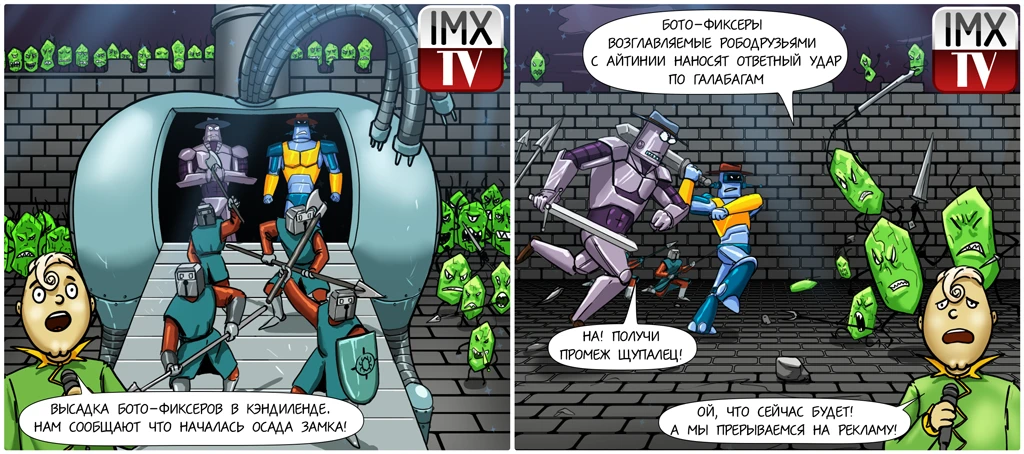 IMX
TV
ВЫСАДКА БОТО-ФИКСЕРОВ В КЭНДИЛЕНДЕ.
НАМ СООБЩАЮТ ЧТО НАЧАЛАСЬ ОСАДА ЗАМКА!
IMX
TV
БОТО-ФИКСЕРЫ
ВОЗГЛАВЛЯЕМЫЕ РОБОДРУЗЬЯМИ
С АЙТИНИИ НАНОСЯТ ОТВЕТНЫЙ УДАР
ПО ГАЛАБАГАМ
НА! ПОЛУЧИ
ПРОМЕЖ ЩУПАЛЕЦ!
ОЙ, ЧТО СЕЙЧАС БУДЕТ!
А МЫ ПРЕРЫВАЕМСЯ НА РЕКЛАМУ!